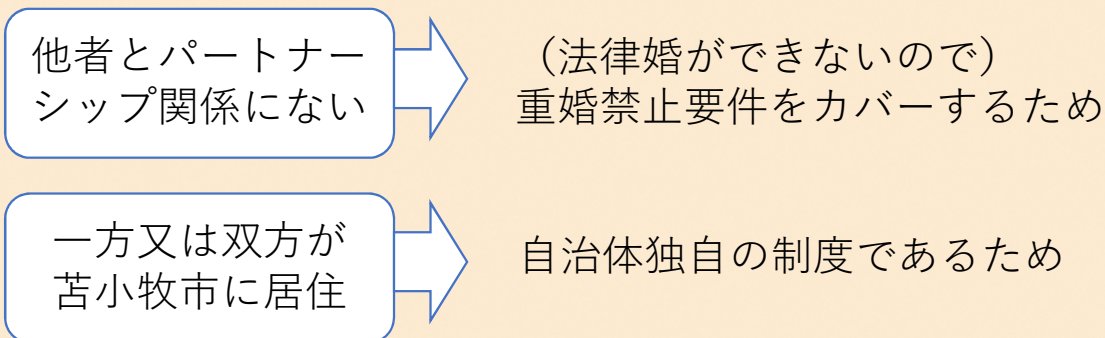 他者とパートナー
シップ関係にない
（法律婚ができないので）
重婚禁止要件をカバーするため
一方又は双方が
苫小牧市に居住
自治体独自の制度であるため